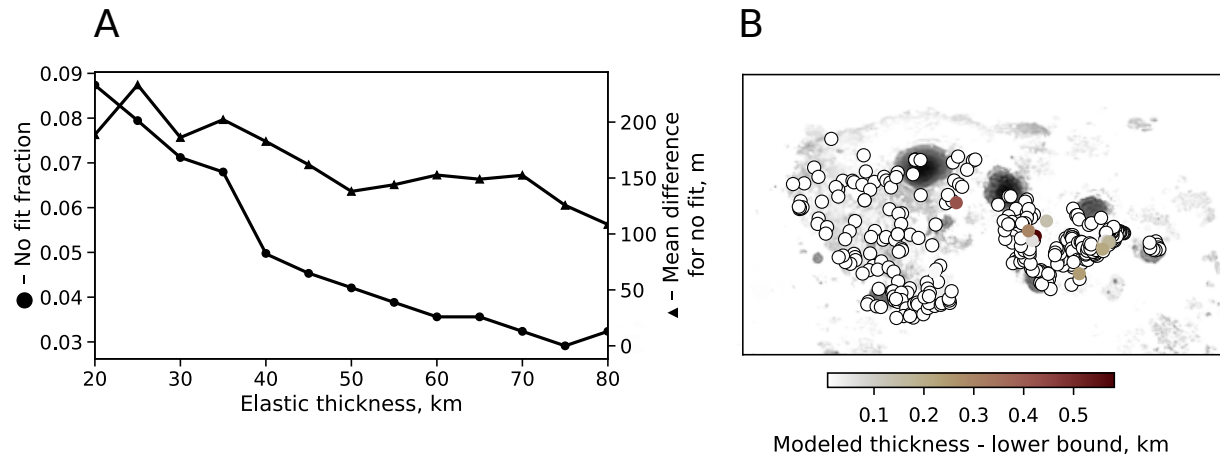 A
B
0.09
0.08
0.07
0.06
0.05
0.04
0.03
● – No fit fraction
200
150
100
50
0
▲ – Mean difference
for no fit, m
20 30 40 50 60 70 80
Elastic thickness, km
0.1 0.2 0.3 0.4 0.5
Modeled thickness - lower bound, km